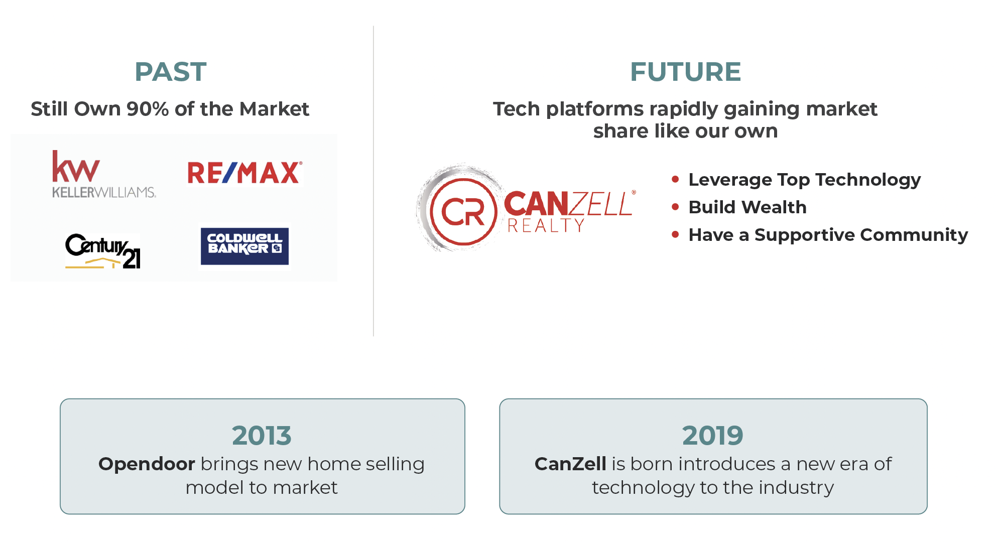 PAST
Still Own 90% of the Market
kw
KELLERWILLIAMS.
RE/MAX®
Century 21
COLDWELL
BANKER CB
FUTURE
Tech platforms rapidly gaining market
share like our own
CR
CANZELL®
REALTY
• Leverage Top Technology
• Build Wealth
• Have a Supportive Community
2013
Opendoor brings new home selling
model to market
2019
CanZell is born introduces a new era of
technology to the industry